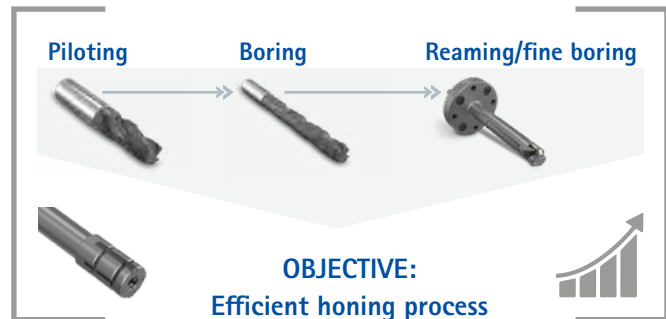 Piloting
Boring
Reaming/fine boring
OBJECTIVE:
Efficient honing process